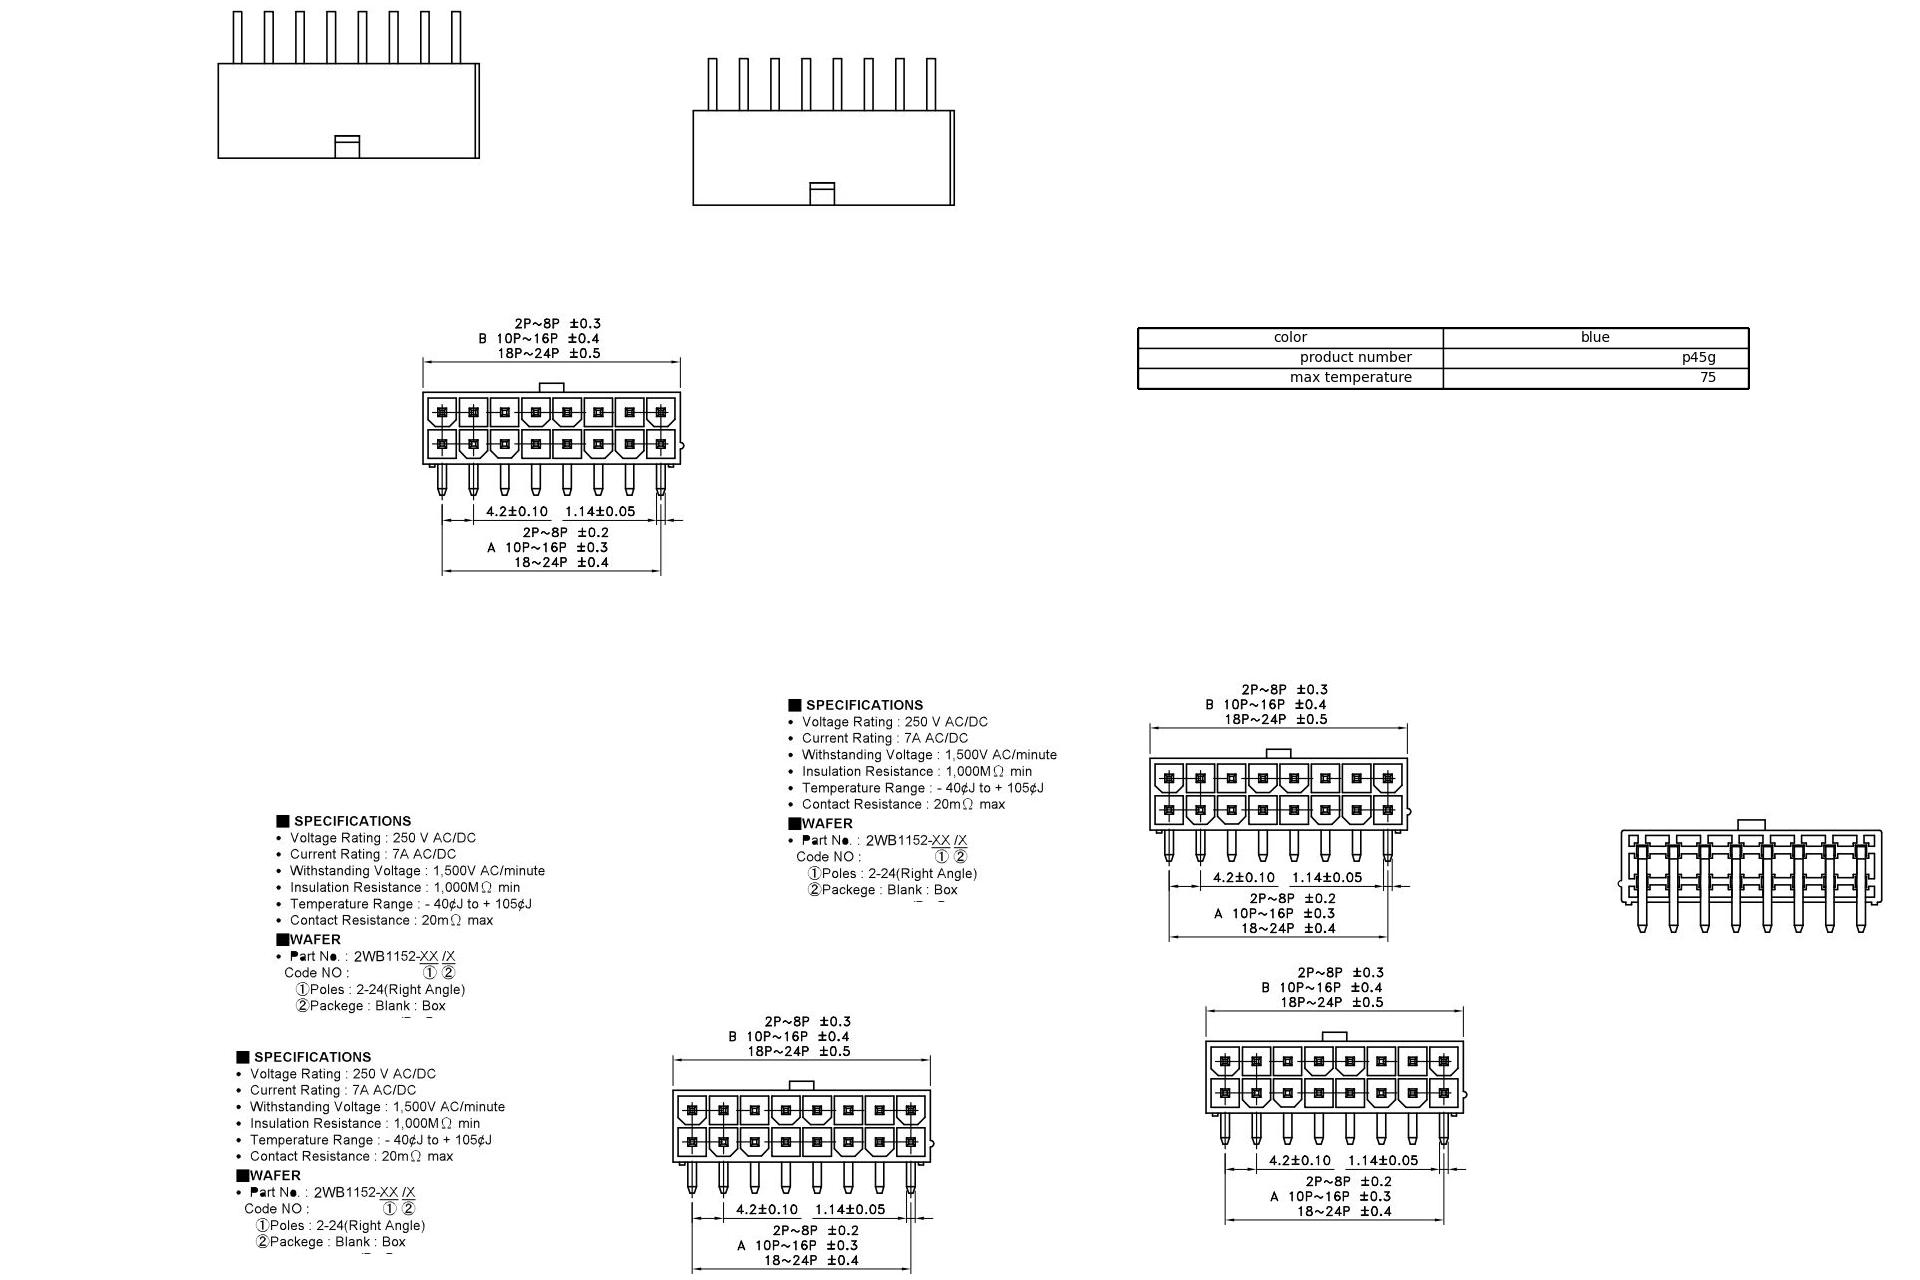 2P~8P ±0.3
B 10P~16P ±0.4
18P~24P ±0.5
4.2±0.10 1.14±0.05
2P~8P ±0.2
A 10P~16P ±0.3
18~24P ±0.4
color blue
product number p45g
max temperature 75
■ SPECIFICATIONS
• Voltage Rating : 250 V AC/DC
• Current Rating : 7A AC/DC
• Withstanding Voltage : 1,500V AC/minute
• Insulation Resistance : 1,000MΩ min
• Temperature Range : - 40¢J to + 105¢J
• Contact Resistance : 20mΩ max
■WAFER
• Part No. : 2WB1152-XX /X
Code NO : ① ②
①Poles : 2-24(Right Angle)
②Packege : Blank : Box
2P~8P ±0.3
B 10P~16P ±0.4
18P~24P ±0.5
4.2±0.10 1.14±0.05
2P~8P ±0.2
A 10P~16P ±0.3
18~24P ±0.4
■ SPECIFICATIONS
• Voltage Rating : 250 V AC/DC
• Current Rating : 7A AC/DC
• Withstanding Voltage : 1,500V AC/minute
• Insulation Resistance : 1,000MΩ min
• Temperature Range : - 40¢J to + 105¢J
• Contact Resistance : 20mΩ max
■WAFER
• Part No. : 2WB1152-XX /X
Code NO : ① ②
①Poles : 2-24(Right Angle)
②Packege : Blank : Box
2P~8P ±0.3
B 10P~16P ±0.4
18P~24P ±0.5
4.2±0.10 1.14±0.05
2P~8P ±0.2
A 10P~16P ±0.3
18~24P ±0.4
■ SPECIFICATIONS
• Voltage Rating : 250 V AC/DC
• Current Rating : 7A AC/DC
• Withstanding Voltage : 1,500V AC/minute
• Insulation Resistance : 1,000MΩ min
• Temperature Range : - 40¢J to + 105¢J
• Contact Resistance : 20mΩ max
■WAFER
• Part No. : 2WB1152-XX /X
Code NO : ① ②
①Poles : 2-24(Right Angle)
②Packege : Blank : Box
2P~8P ±0.3
B 10P~16P ±0.4
18P~24P ±0.5
4.2±0.10 1.14±0.05
2P~8P ±0.2
A 10P~16P ±0.3
18~24P ±0.4